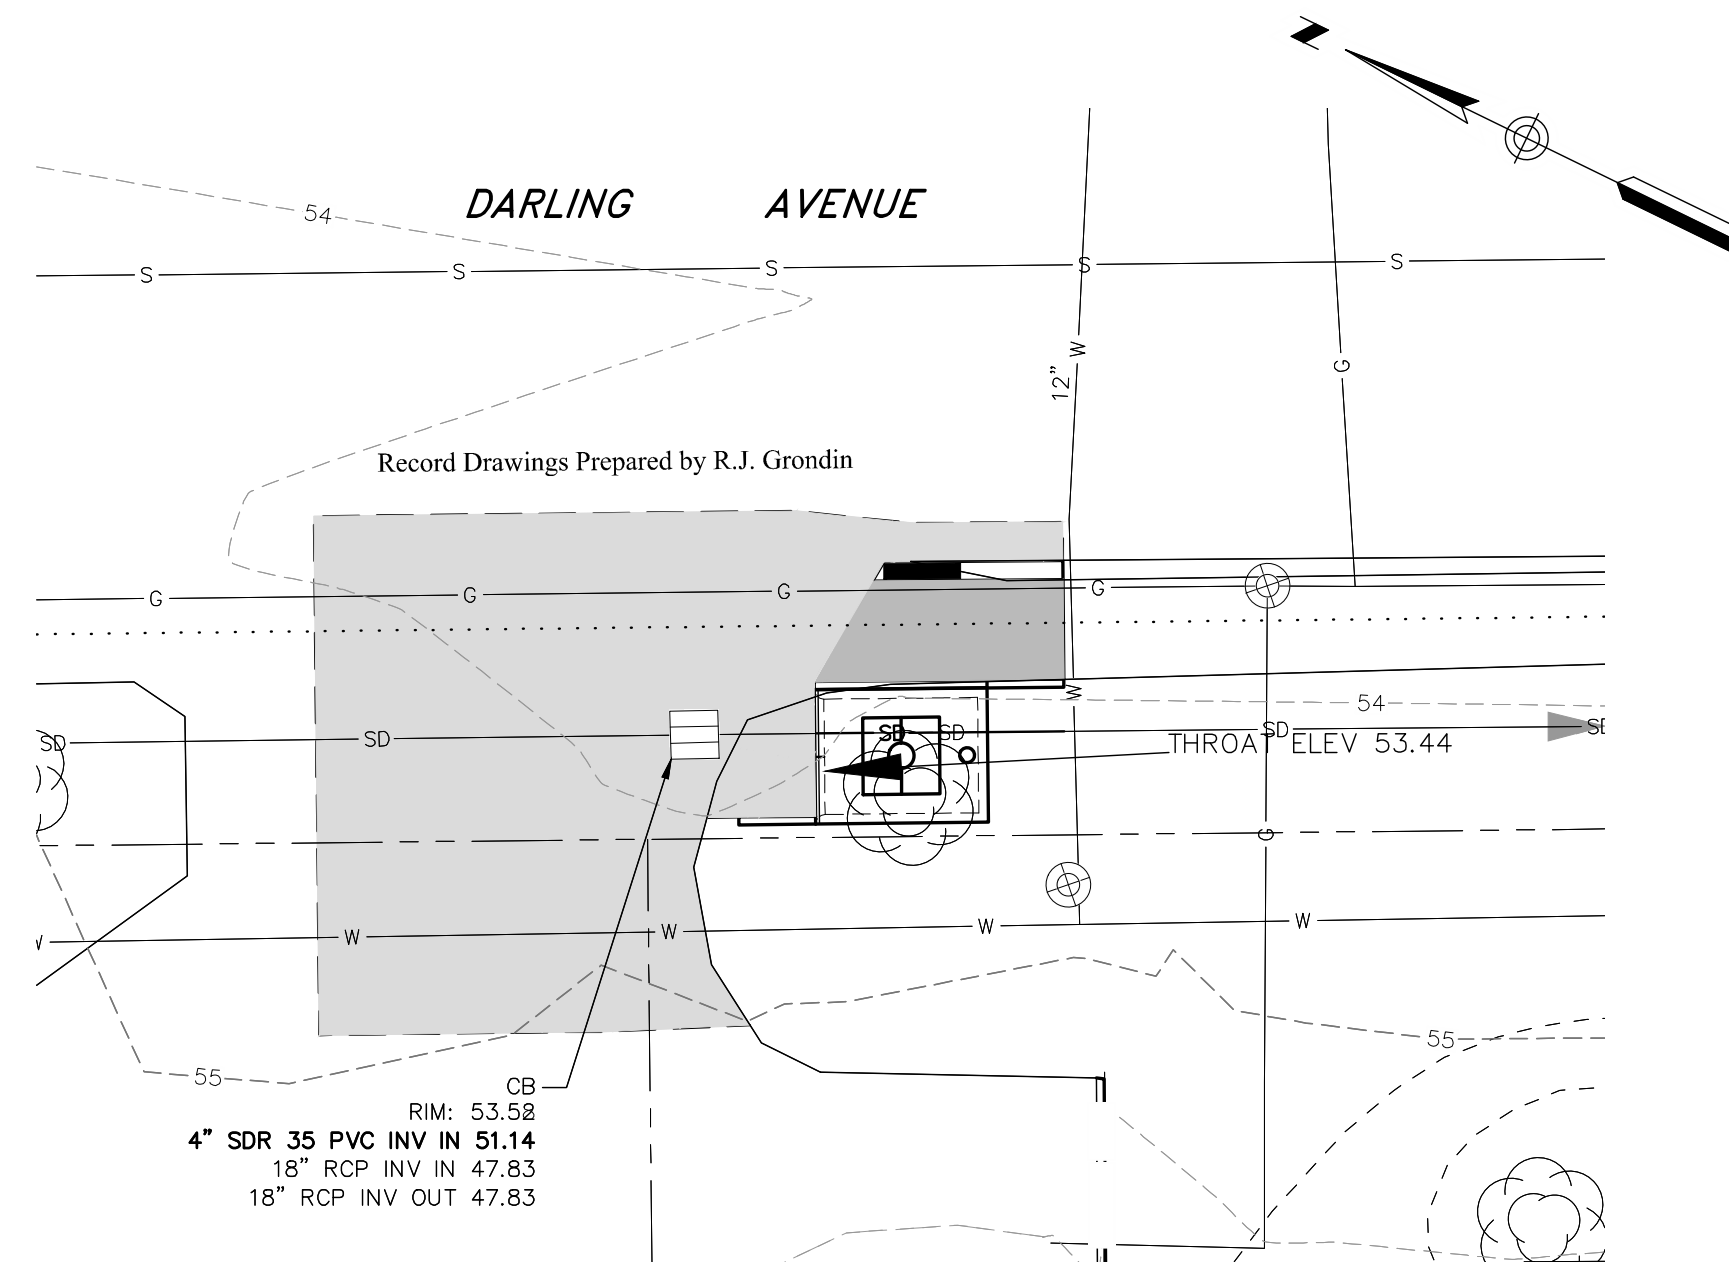 N
DARLING AVENUE
54
S S S S S
W
12"
G
Record Drawings Prepared by R.J. Grondin
G G G G
W
54
SD SD SD SD SD SD
THROAT ELEV 53.44
G
W W W W
55
55
CB
RIM: 53.58
4" SDR 35 PVC INV IN 51.14
18" RCP INV IN 47.83
18" RCP INV OUT 47.83